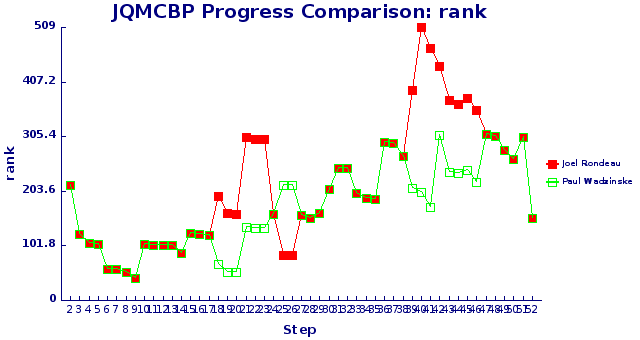 JQMCBP Progress Comparison: rank
509
407.2
305.4
203.6
101.8
0
rank
2 3 4 5 6 7 8 9 10 11 12 13 14 15 16 17 18 19 20 21 22 23 24 25 26 27 28 29 30 31 32 33 34 35 36 37 38 39 40 41 42 43 44 45 46 47 48 49 50 51 52
Step
Joel Rondeau
Paul Wadzinske